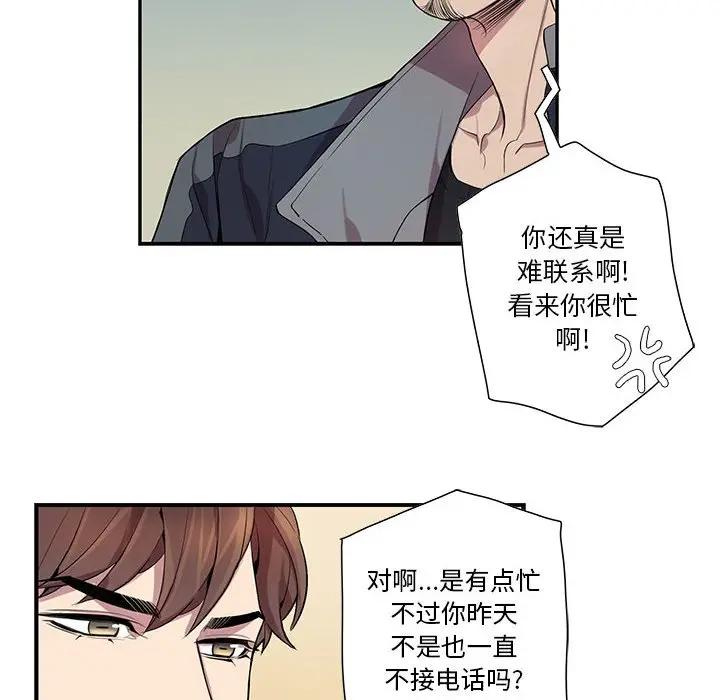 你还真是
难联系啊!
看来你很忙
啊!
对啊...是有点忙
不过你昨天
不是也一直
不接电话吗?